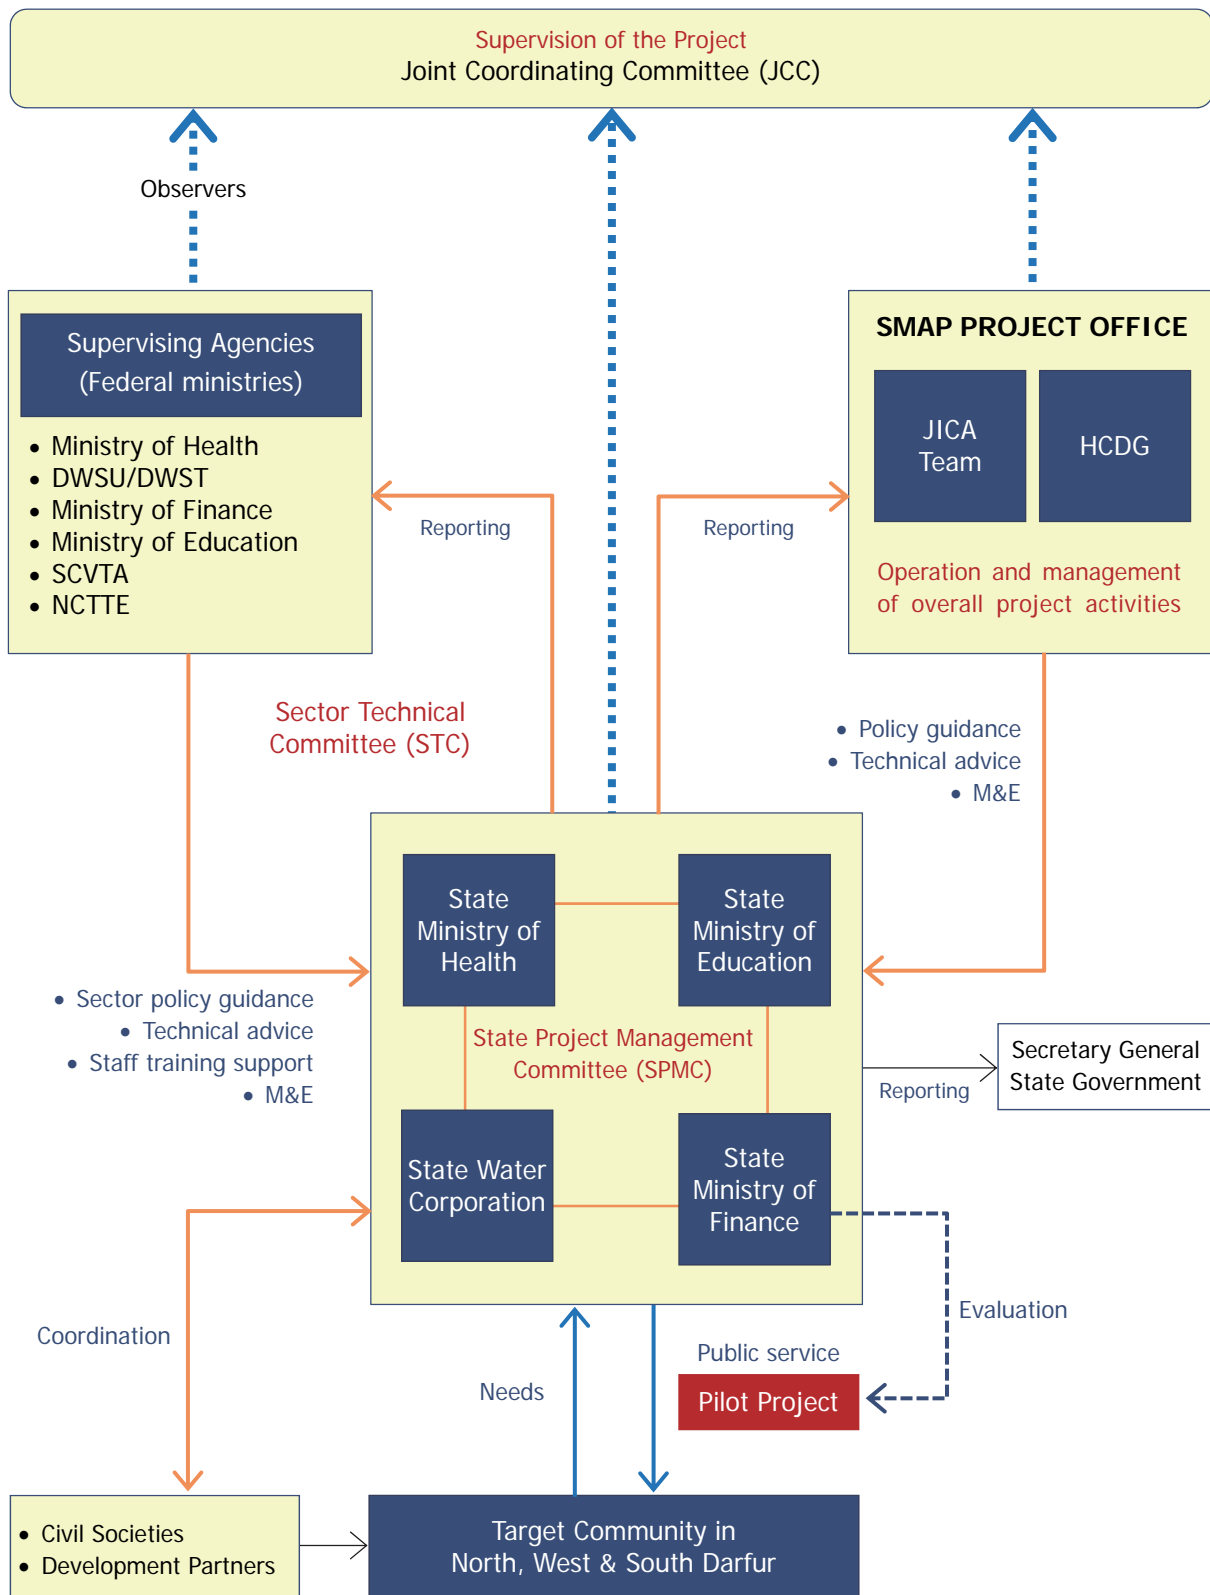 Supervision of the Project
Joint Coordinating Committee (JCC)
Observers
Supervising Agencies
(Federal ministries)
• Ministry of Health
• DWSU/DWST
• Ministry of Finance
• Ministry of Education
• SCVTA
• NCTTE
SMAP PROJECT OFFICE
JICA
Team
HCDG
Operation and management
of overall project activities
Reporting
Reporting
Sector Technical
Committee (STC)
• Policy guidance
• Technical advice
• M&E
State
Ministry of
Health
State
Ministry of
Education
• Sector policy guidance
• Technical advice
• Staff training support
• M&E
State Project Management
Committee (SPMC)
Reporting
Secretary General
State Government
State Water
Corporation
State
Ministry of
Finance
Coordination
Evaluation
Needs
Public service
Pilot Project
• Civil Societies
• Development Partners
Target Community in
North, West & South Darfur